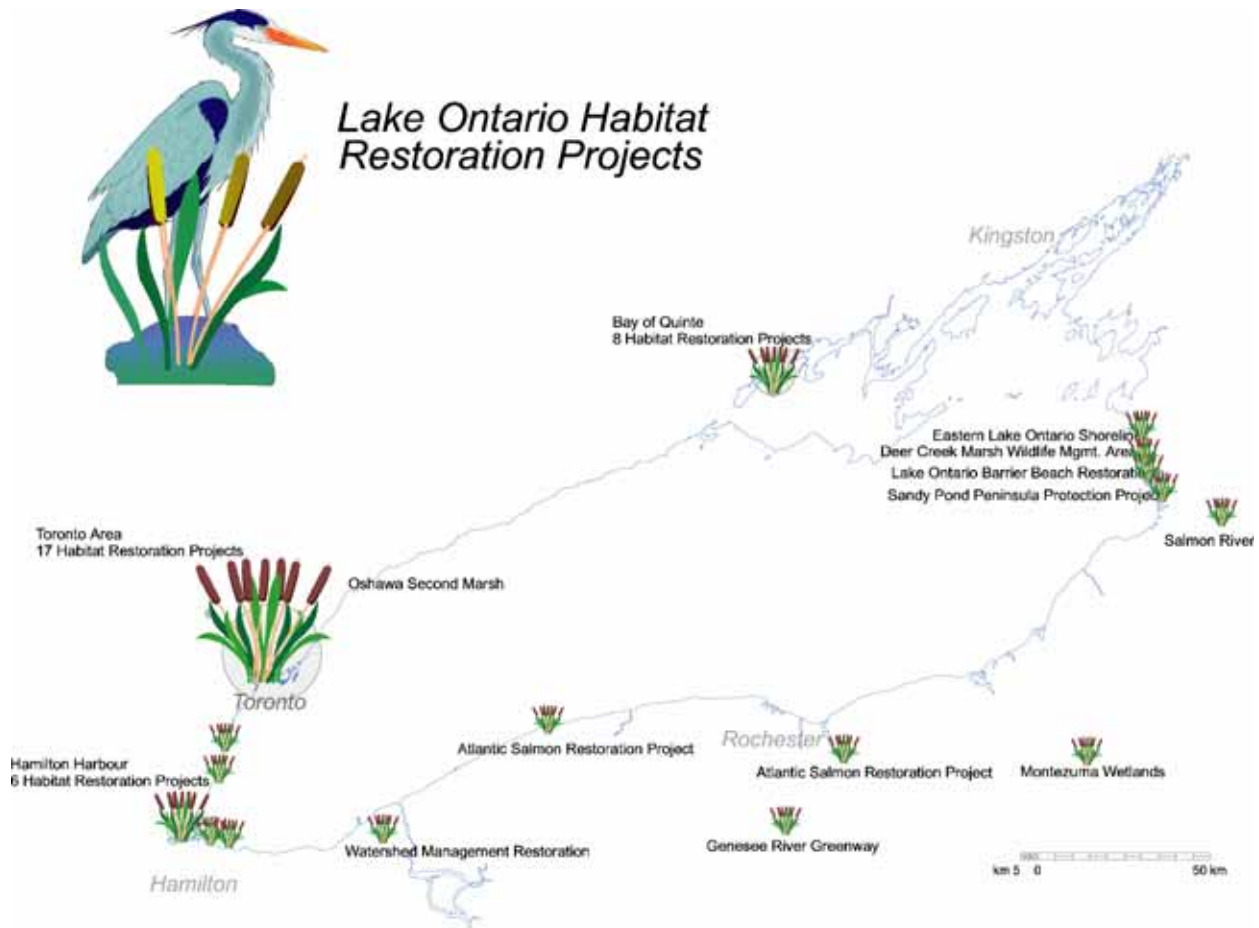 Lake Ontario Habitat
Restoration Projects
Kingston
Bay of Quinte
8 Habitat Restoration Projects
Eastern Lake Ontario Shorelin
Deer Creek Marsh Wildlife Mgmt. Area
Lake Ontario Barrier Beach Restoration
Sandy Pond Peninsula Protection Project
Salmon River
Toronto Area
17 Habitat Restoration Projects
Oshawa Second Marsh
Toronto
Atlantic Salmon Restoration Project
Rochester
Atlantic Salmon Restoration Project
Montezuma Wetlands
Hamilton Harbour
6 Habitat Restoration Projects
Watershed Management Restoration
Genesee River Greenway
Hamilton
km 5 0 50 km